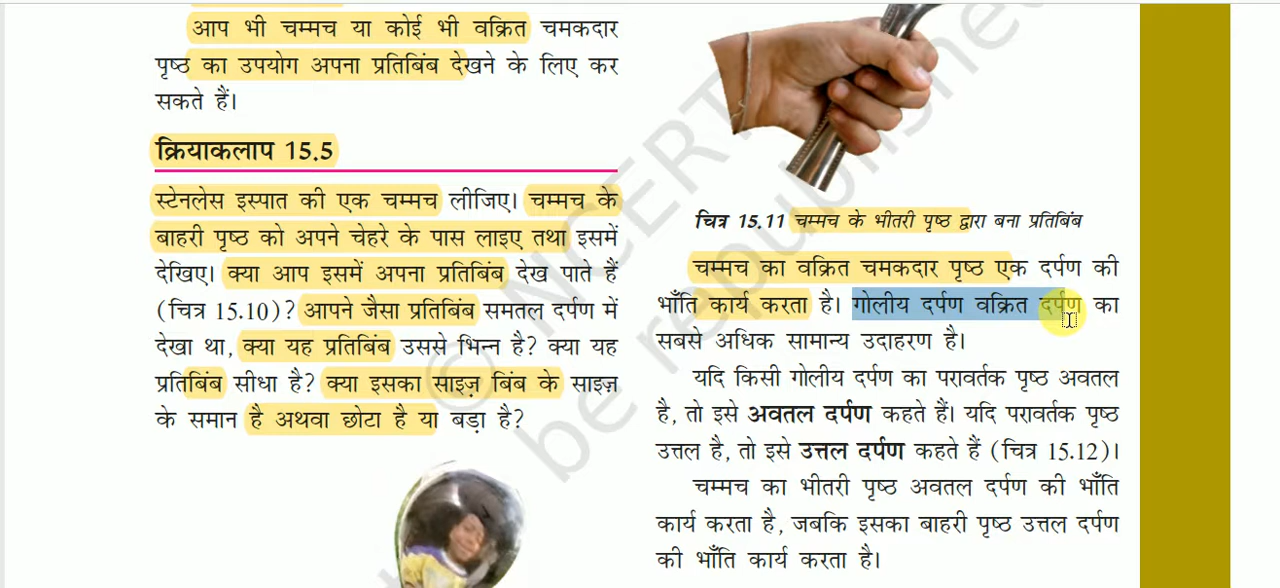 आप भी चम्मच या कोई भी वक्रित चमकदार
पृष्ठ का उपयोग अपना प्रतिबिंब देखने के लिए कर
सकते हैं।
क्रियाकलाप 15.5
स्टेनलेस इस्पात की एक चम्मच लीजिए। चम्मच के
बाहरी पृष्ठ को अपने चेहरे के पास लाइए तथा इसमें
देखिए। क्या आप इसमें अपना प्रतिबिंब देख पाते हैं
(चित्र 15.10)? आपने जैसा प्रतिबिंब समतल दर्पण में
देखा था, क्या यह प्रतिबिंब उससे भिन्न है? क्या यह
प्रतिबिंब सीधा है? क्या इसका साइज़ बिंब के साइज़
के समान है अथवा छोटा है या बड़ा है?
चित्र 15.11 चम्मच के भीतरी पृष्ठ द्वारा बना प्रतिबिंब
चम्मच का वक्रित चमकदार पृष्ठ एक दर्पण की
भाँति कार्य करता है। गोलीय दर्पण वक्रित दर्पण का
सबसे अधिक सामान्य उदाहरण है।
यदि किसी गोलीय दर्पण का परावर्तक पृष्ठ अवतल
है, तो इसे अवतल दर्पण कहते हैं। यदि परावर्तक पृष्ठ
उत्तल है, तो इसे उत्तल दर्पण कहते हैं (चित्र 15.12)।
चम्मच का भीतरी पृष्ठ अवतल दर्पण की भाँति
कार्य करता है, जबकि इसका बाहरी पृष्ठ उत्तल दर्पण
की भाँति कार्य करता है।
© NCERT
be republished